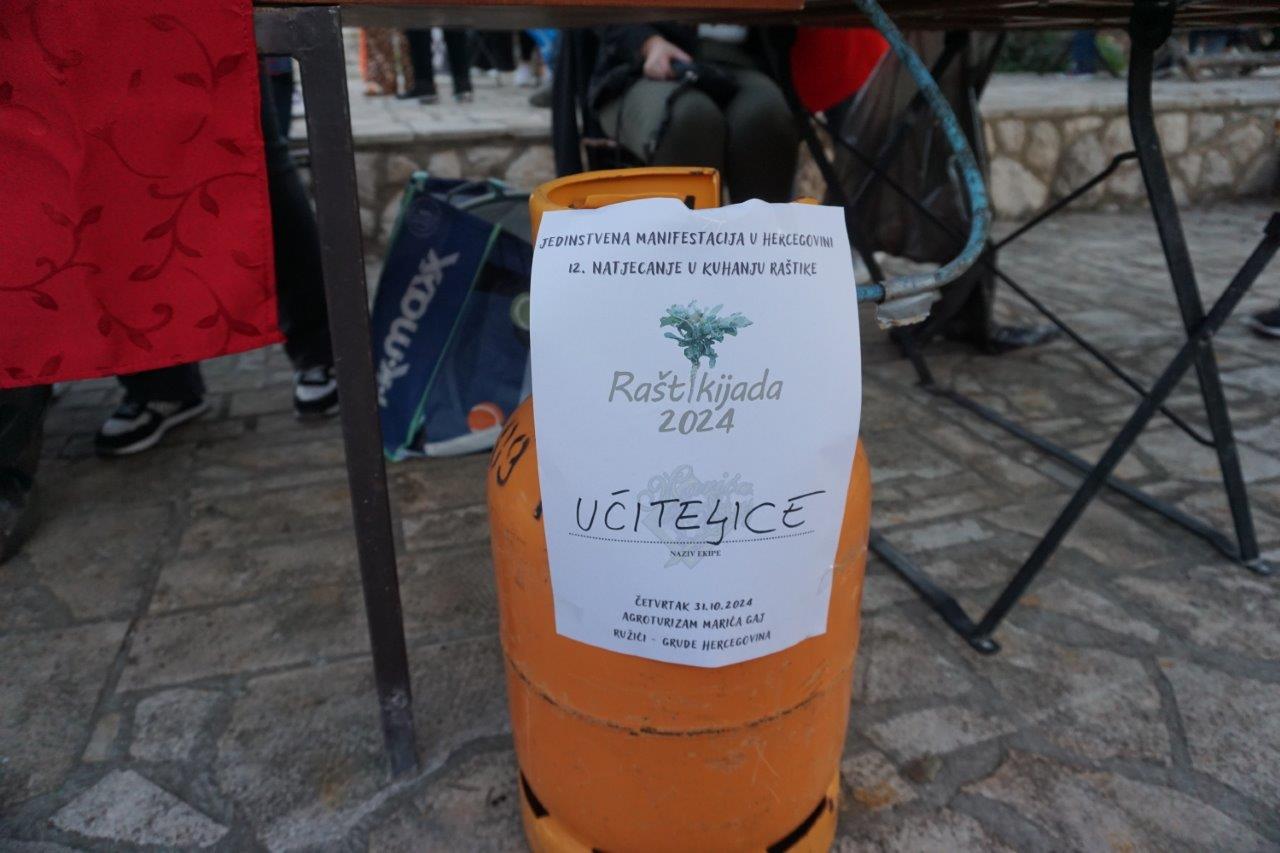 JEDINSTVENA MANIFESTACIJA U HERCEGOVINI
12. NATJECANJE U KUHANJU RAŠTIKE
Raštikijada
2024
UČITELJICE
NAZIV EKIPE
ČETVRTAK 31.10.2024
AGROTURIZAM MARIĆA GAJ
RUŽIĆI - GRUDE HERCEGOVINA